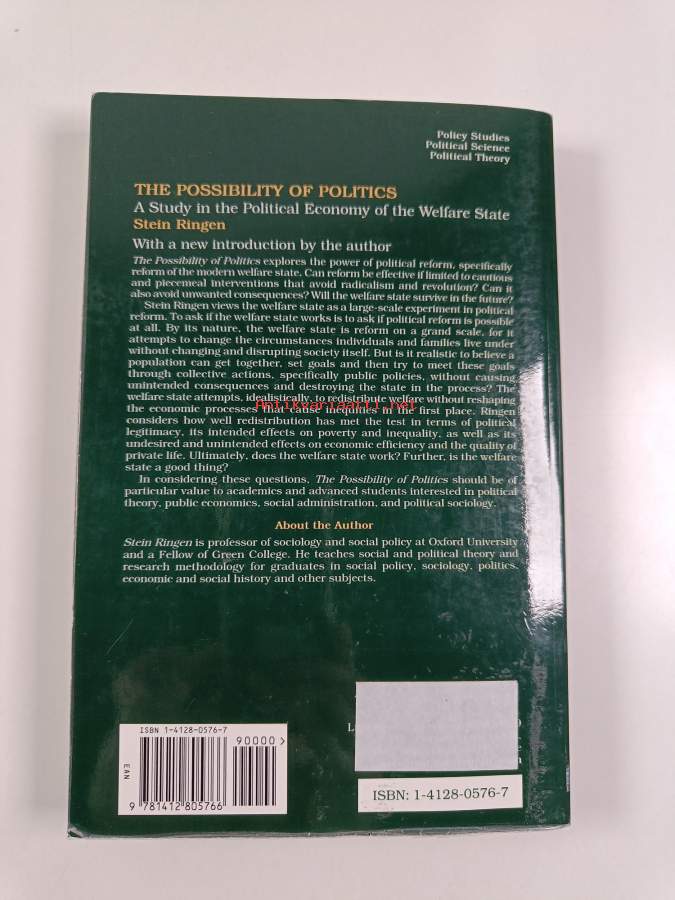 Policy Studies
Political Science
Political Theory
THE POSSIBILITY OF POLITICS
A Study in the Political Economy of the Welfare State
Stein Ringen
With a new introduction by the author
The Possibility of Politics explores the power of political reform, specifically
reform of the modern welfare state. Can reform be effective if limited to cautious
and piecemeal interventions that avoid radicalism and revolution? Can it
also avoid unwanted consequences? Will the welfare state survive in the future?
Stein Ringen views the welfare state as a large-scale experiment in political
reform. To ask if the welfare state works is to ask if political reform is possible
at all. By its nature, the welfare state is reform on a grand scale, for it
attempts to change the circumstances individuals and families live under
without changing and disrupting society itself. But is it realistic to believe a
population can get together, set goals and then try to meet these goals
through collective actions, specifically public policies, without causing
unintended consequences and destroying the state in the process? The
welfare state attempts, idealistically, to redistribute welfare without reshaping
the economic processes that cause inequities in the first place. Ringen
Antikvariaatti.net
considers how well redistribution has met the test in terms of political
legitimacy, its intended effects on poverty and inequality, as well as its
undesired and unintended effects on economic efficiency and the quality of
private life. Ultimately, does the welfare state work? Further, is the welfare
state a good thing?
In considering these questions, The Possibility of Politics should be of
particular value to academics and advanced students interested in political
theory, public economics, social administration, and political sociology.
About the Author
Stein Ringen is professor of sociology and social policy at Oxford University
and a Fellow of Green College. He teaches social and political theory and
research methodology for graduates in social policy, sociology, politics,
economic and social history and other subjects.
ISBN 1-4128-0576-7
90000>
EAN
9 781412 805766
ISBN: 1-4128-0576-7